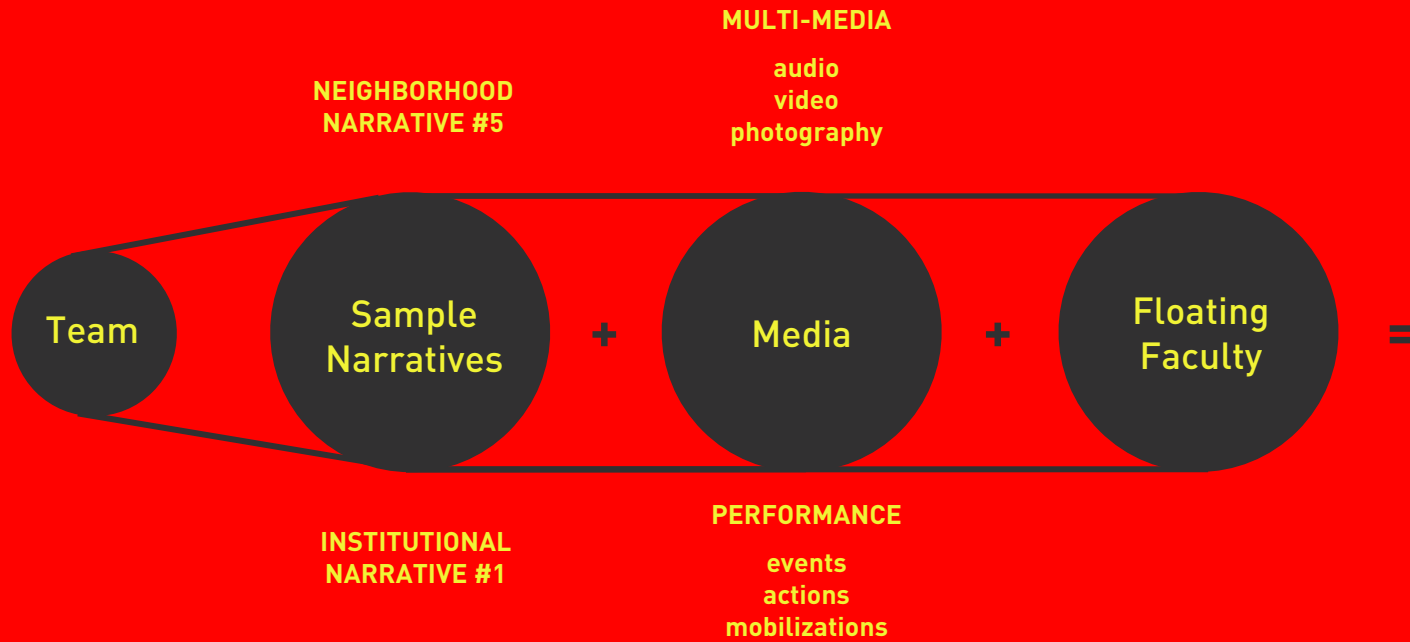 MULTI-MEDIA
audio
video
photography
NEIGHBORHOOD
NARRATIVE #5
Team
Sample
Narratives
+
Media
+
Floating
Faculty
=
INSTITUTIONAL
NARRATIVE #1
PERFORMANCE
events
actions
mobilizations